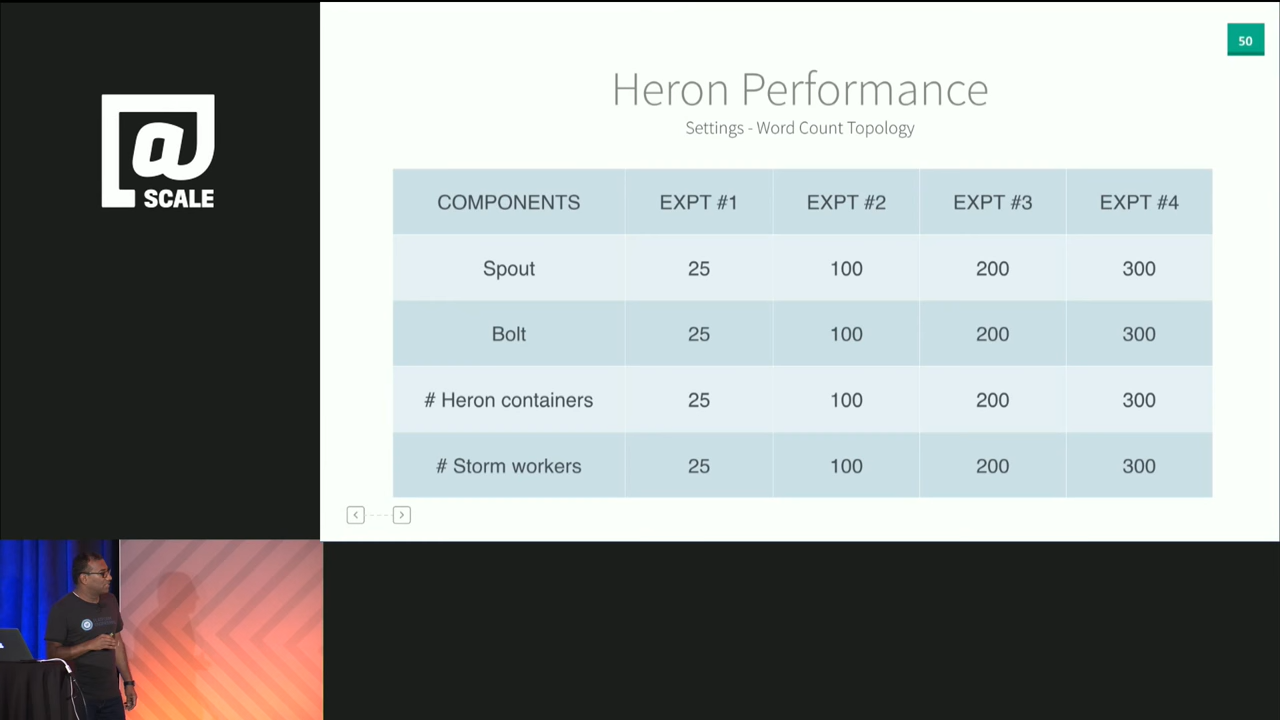 @
SCALE
50
Heron Performance
Settings - Word Count Topology
COMPONENTS EXPT #1 EXPT #2 EXPT #3 EXPT #4
Spout 25 100 200 300
Bolt 25 100 200 300
# Heron containers 25 100 200 300
# Storm workers 25 100 200 300